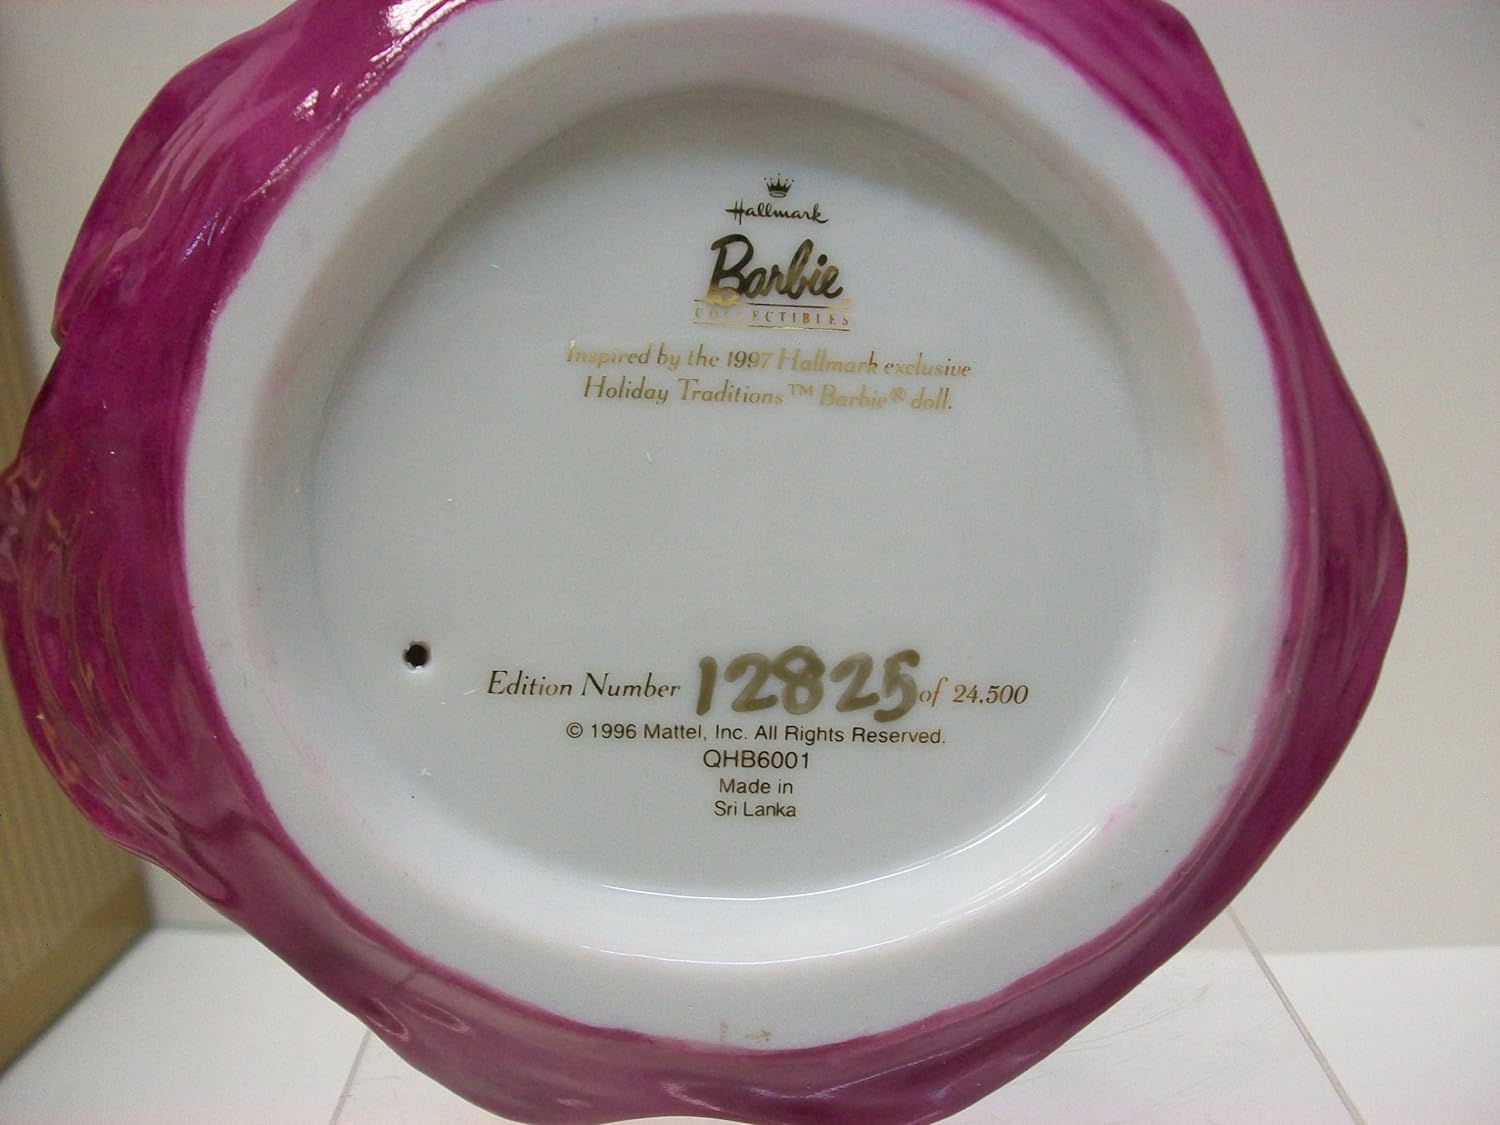 Hallmark
Barbie
COLLECTIBLES
Inspired by the 1997 Hallmark exclusive
Holiday Traditions™ Barbie® doll.
Edition Number 12825 of 24,500
© 1996 Mattel, Inc. All Rights Reserved.
QHB6001
Made in
Sri Lanka